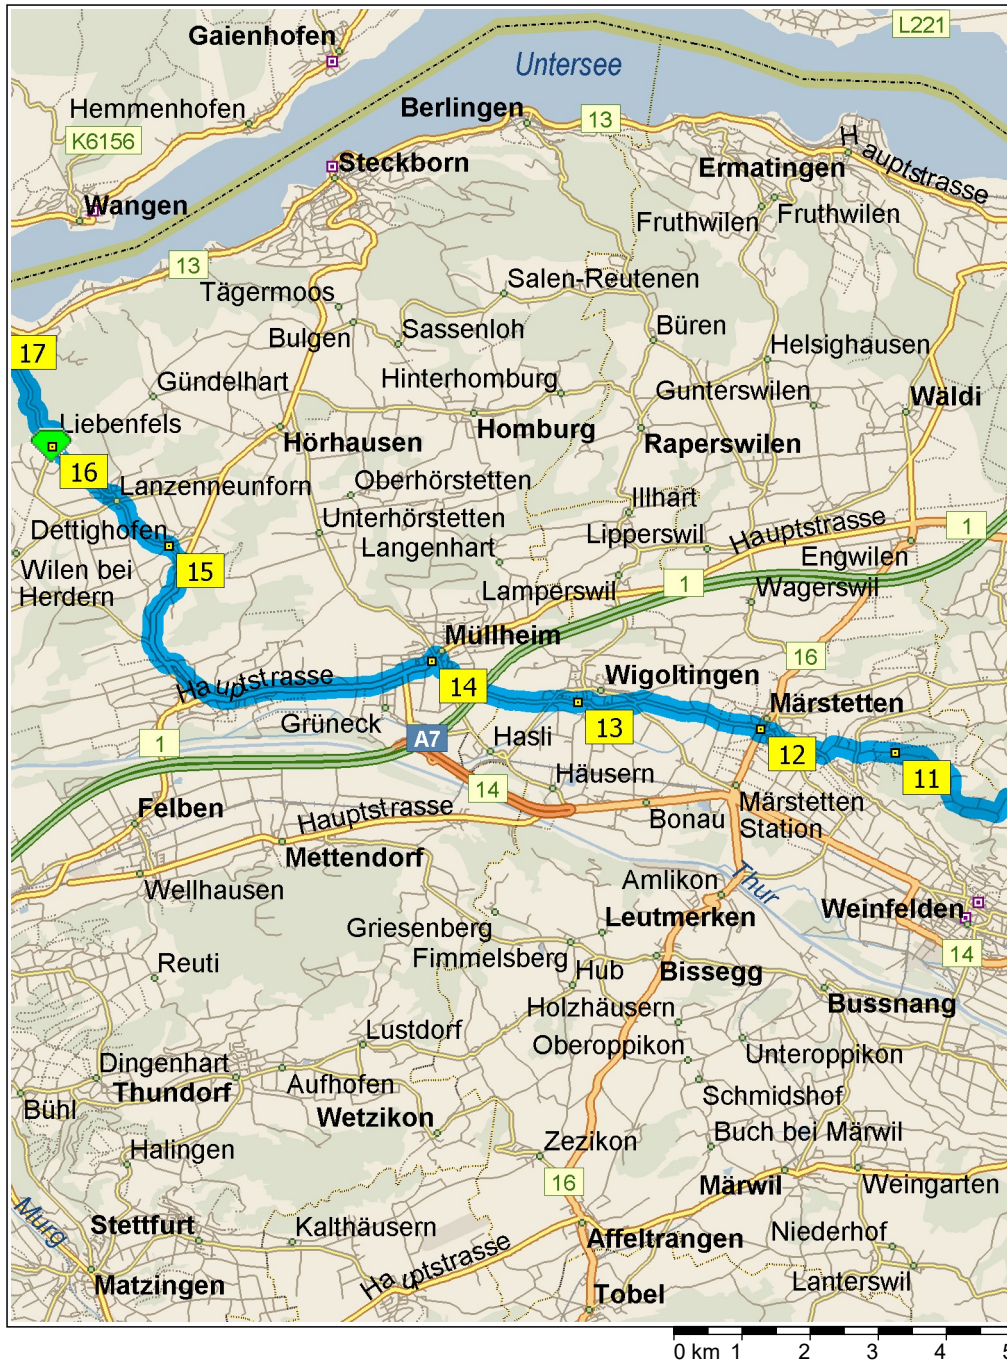 L221
Gaienhofen
Untersee
Hemmenhofen
Berlingen
13
K6156
Steckborn
Ermatingen
Hauptstrasse
Wangen
Fruthwilen
Fruthwilen
13
Salen-Reutenen
Tägermoos
Büren
Bulgen
Sassenloh
Helsighausen
17
Gündelhart
Hinterhomburg
Gunterswilen
Wäldi
Liebenfels
Hörhausen
Homburg
Raperswilen
16
Lanzenneunforn
Oberhörstetten
Illhart
Dettighofen
Unterhörstetten
Lipperswil
Hauptstrasse
1
Langenhart
Engwilen
Wilen bei
Herdern
15
Lamperswil
1
Wagerswil
Müllheim
16
Hauptstrasse
14
Wigoltingen
Märstetten
Grüneck
13
1
A7
Hasli
12
11
14
Häusern
Felben
Hauptstrasse
Bonau
Märstetten
Station
Mettendorf
Wellhausen
Amlikon
Thur
Griesenberg
Leutmerken
Weinfelden
Fimmelsberg
14
Reuti
Hub
Bissegg
Holzhäusern
Bussnang
Lustdorf
Oberoppikon
Unteroppikon
Dingenhart
Thundorf
Aufhofen
Schmidshof
Bühl
Wetzikon
Buch bei Märwil
Halingen
Zezikon
16
Märwil
Weingarten
Murg
Stettfurt
Kalthäusern
Affeltrangen
Niederhof
Hauptstrasse
Matzingen
Lanterswil
Tobel
0 km 1 2 3 4 5